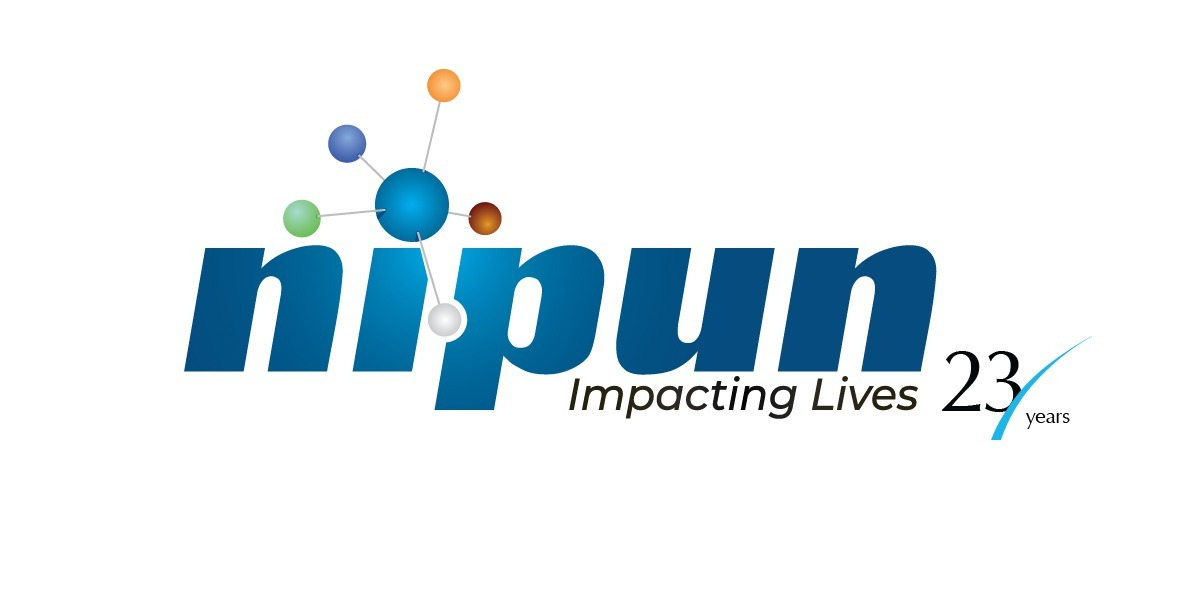 nipun
Impacting Lives
23 years